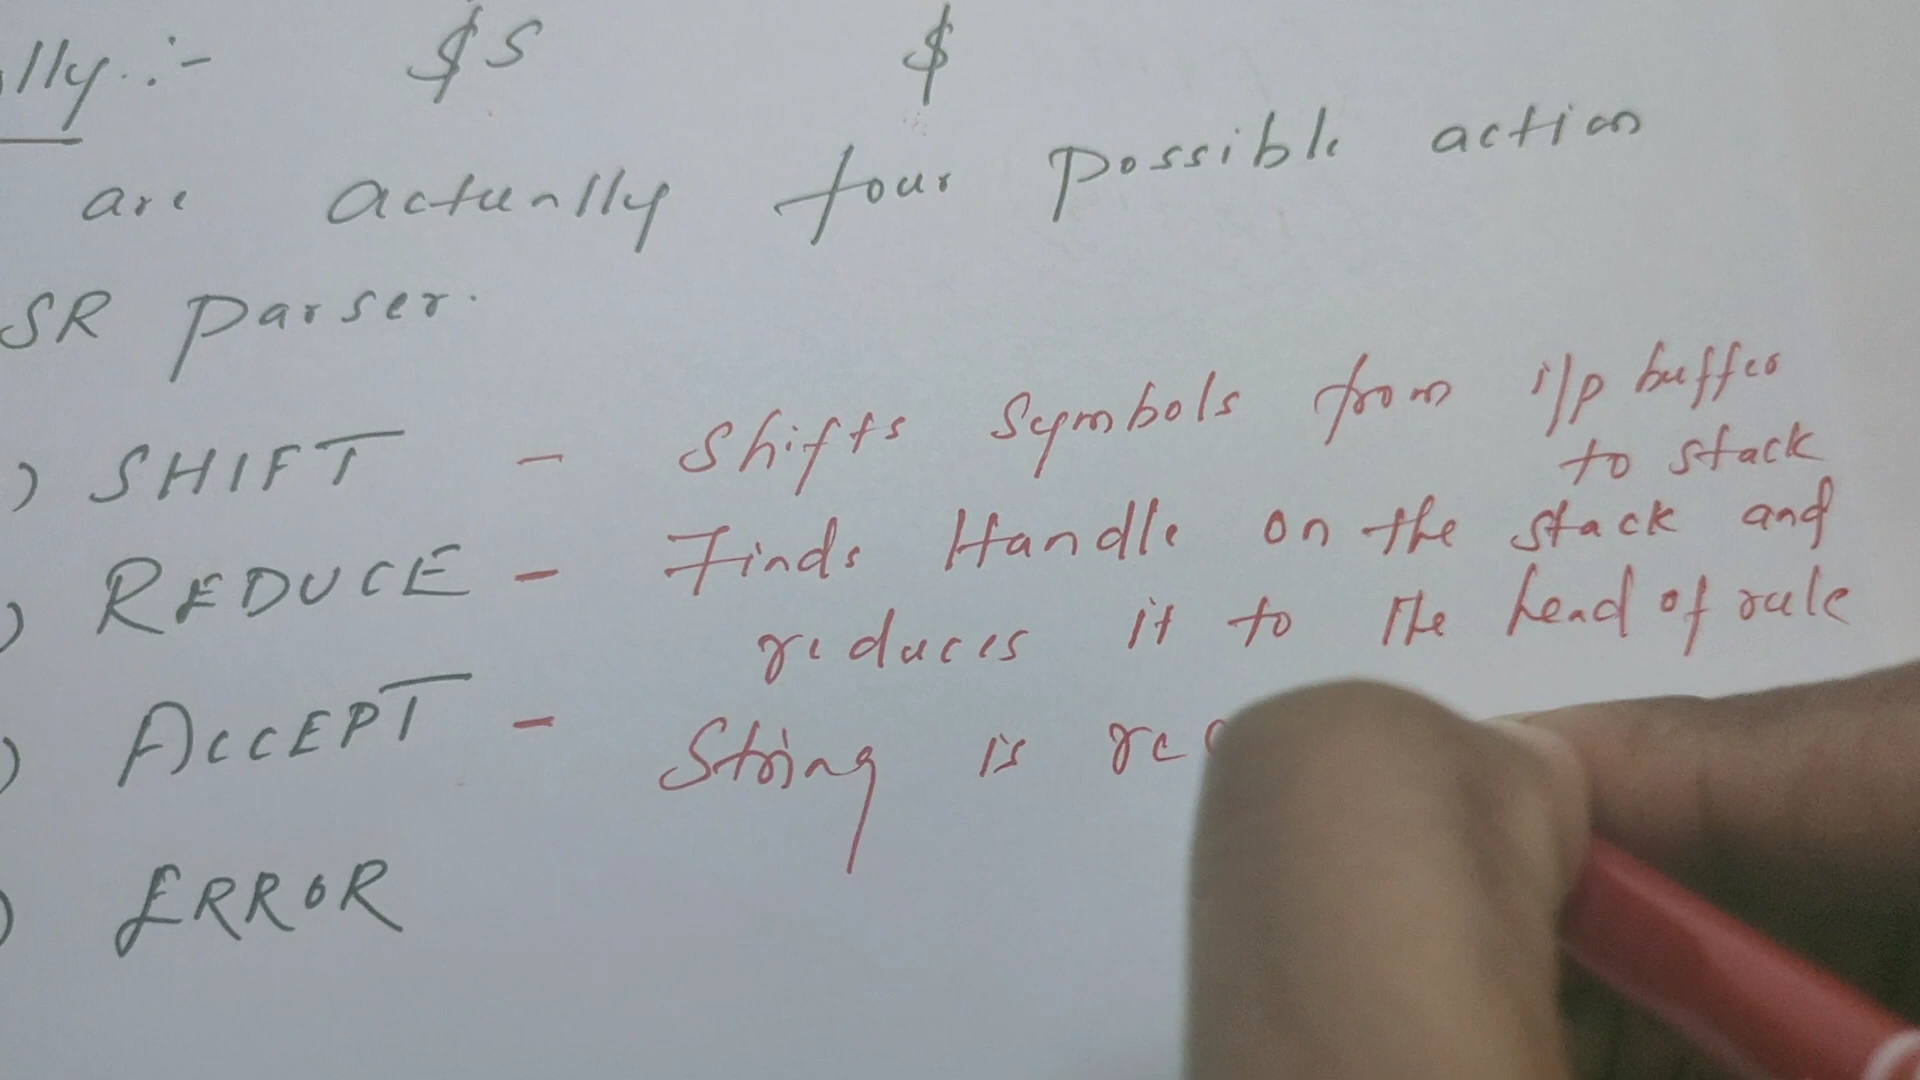 lly :- $S $
are actually four possible action
SR Parser.
) SHIFT - Shifts Symbols from i/p buffer
to stack
) REDUCE - Finds Handle on the stack and
reduces it to the head of rule
) ACCEPT - String is rec
) ERROR